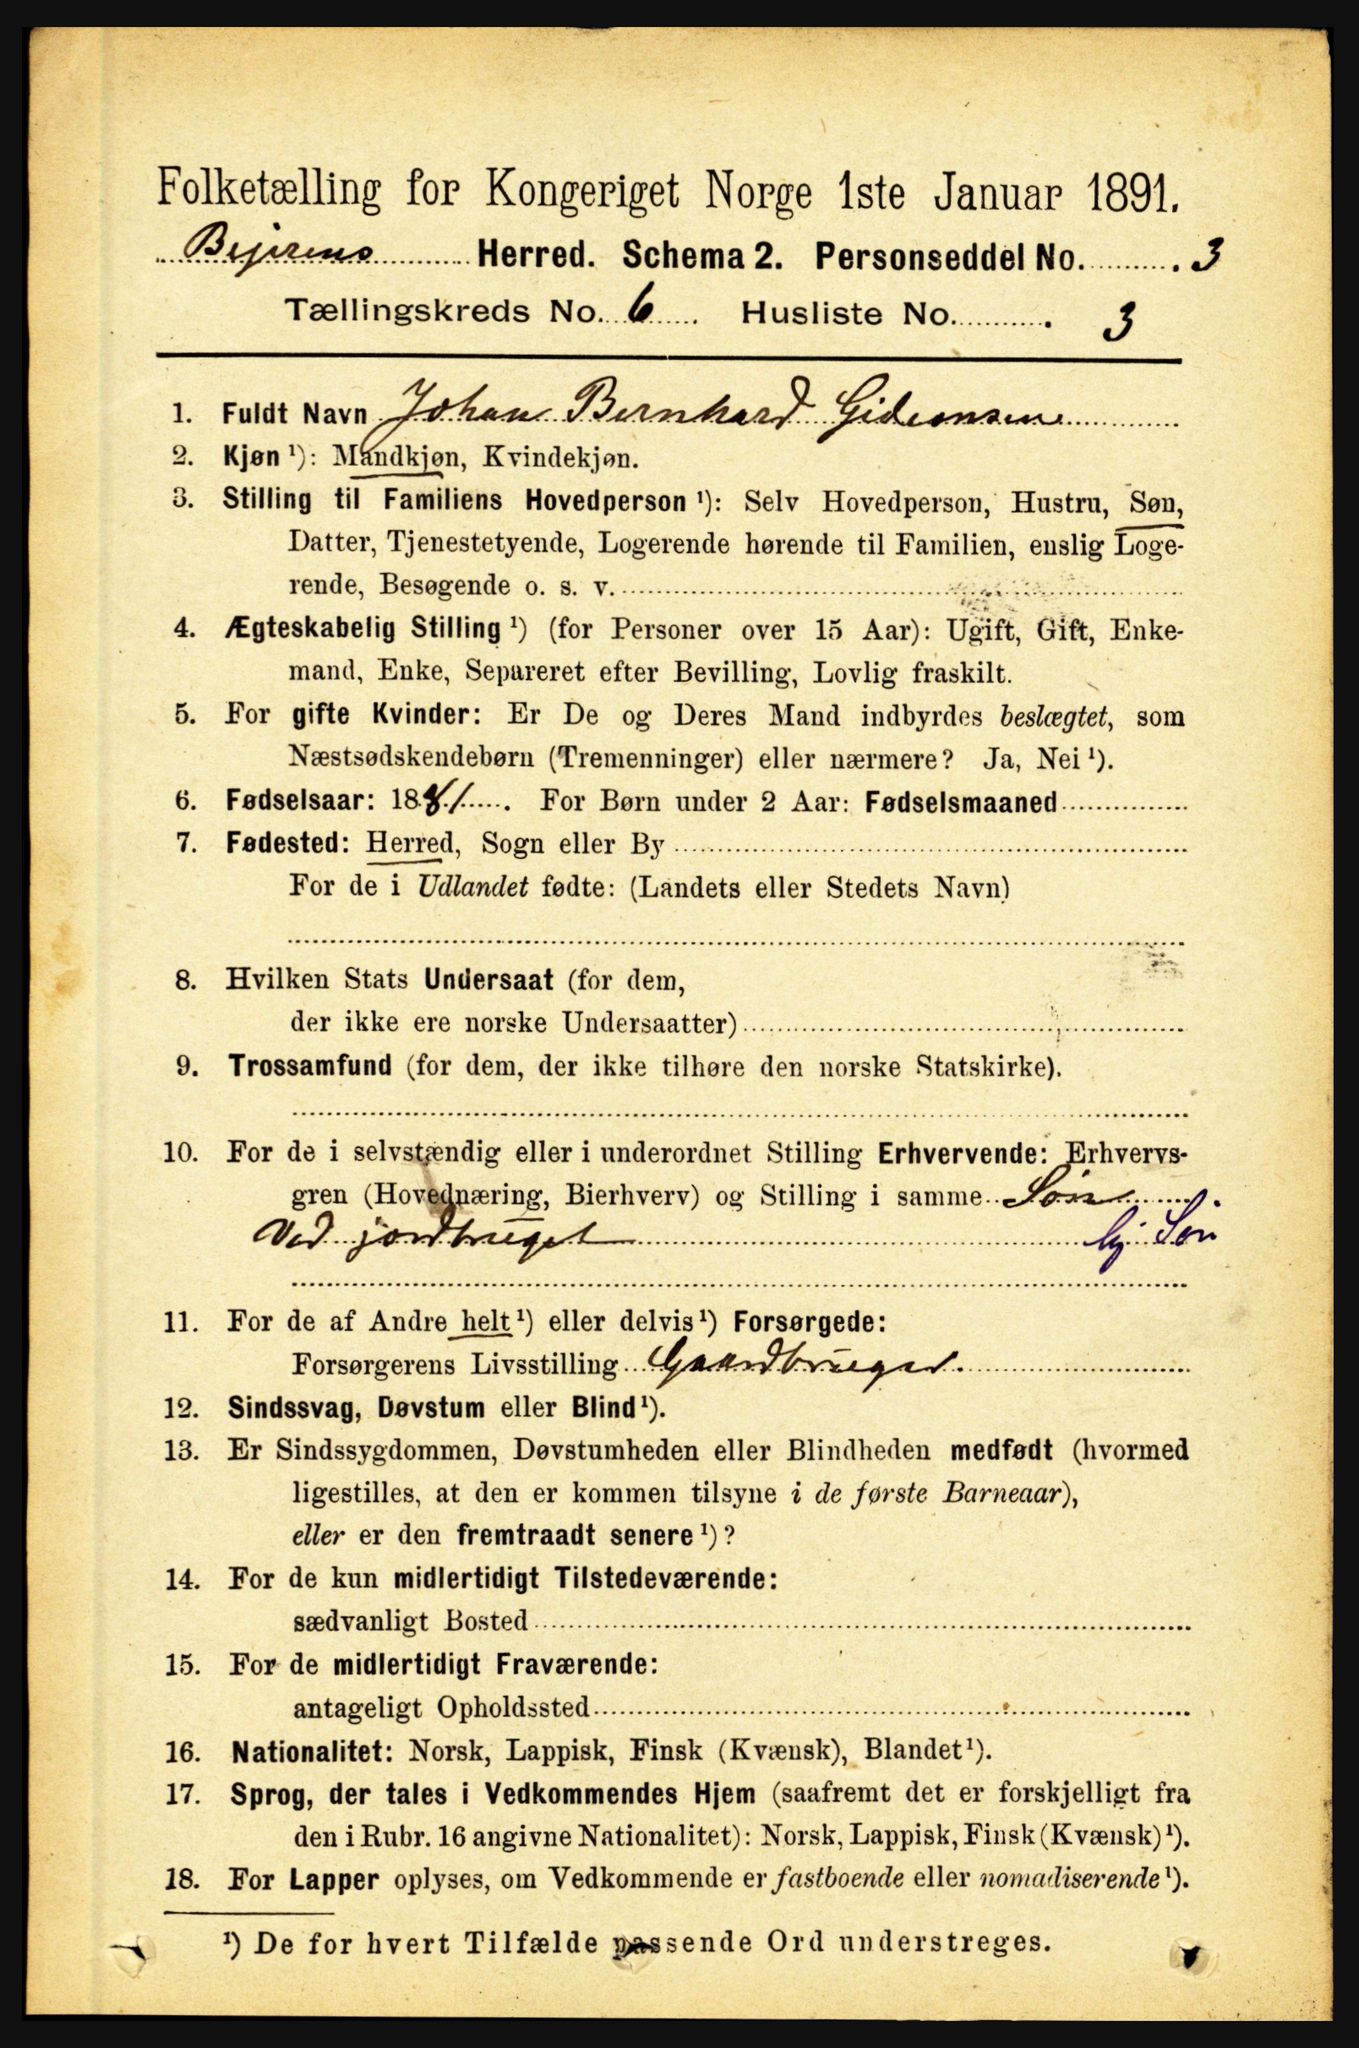 Folketælling for Kongeriget Norge 1ste Januar 1891.
Bejerens Herred. Schema 2. Personseddel No. 3
Tællingskreds No. 6 Husliste No. 3
1. Fuldt Navn Johan Bernhard Gideonsen
2. Kjøn ¹): Mandkjøn, Kvindekjøn.
3. Stilling til Familiens Hovedperson ¹): Selv Hovedperson, Hustru, Søn,
Datter, Tjenestetyende, Logerende hørende til Familien, enslig Loge-
rende, Besøgende o. s. v.
4. Ægteskabelig Stilling ¹) (for Personer over 15 Aar): Ugift, Gift, Enke-
mand, Enke, Separeret efter Bevilling, Lovlig fraskilt.
5. For gifte Kvinder: Er De og Deres Mand indbyrdes beslægtet, som
Næstsødskendebørn (Tremenninger) eller nærmere? Ja, Nei ¹).
6. Fødselsaar: 1881. For Børn under 2 Aar: Fødselsmaaned
7. Fødested: Herred, Sogn eller By
For de i Udlandet fødte: (Landets eller Stedets Navn)
8. Hvilken Stats Undersaat (for dem,
der ikke ere norske Undersaatter)
9. Trossamfund (for dem, der ikke tilhøre den norske Statskirke).
10. For de i selvstændig eller i underordnet Stilling Erhvervende: Erhvervs-
gren (Hovednæring, Bierhverv) og Stilling i samme Søn.
Ved jordbruget Gj Søn
11. For de af Andre helt ¹) eller delvis ¹) Forsørgede:
Forsørgerens Livsstilling Gaardbruger.
12. Sindssvag, Døvstum eller Blind ¹).
13. Er Sindssygdommen, Døvstumheden eller Blindheden medfødt (hvormed
ligestilles, at den er kommen tilsyne i de første Barneaar),
eller er den fremtraadt senere ¹)?
14. For de kun midlertidigt Tilstedeværende:
sædvanligt Bosted
15. For de midlertidigt Fraværende:
antageligt Opholdssted
16. Nationalitet: Norsk, Lappisk, Finsk (Kvænsk), Blandet ¹).
17. Sprog, der tales i Vedkommendes Hjem (saafremt det er forskjelligt fra
den i Rubr. 16 angivne Nationalitet): Norsk, Lappisk, Finsk (Kvænsk) ¹).
18. For Lapper oplyses, om Vedkommende er fastboende eller nomadiserende ¹).
¹) De for hvert Tilfælde passende Ord understreges.